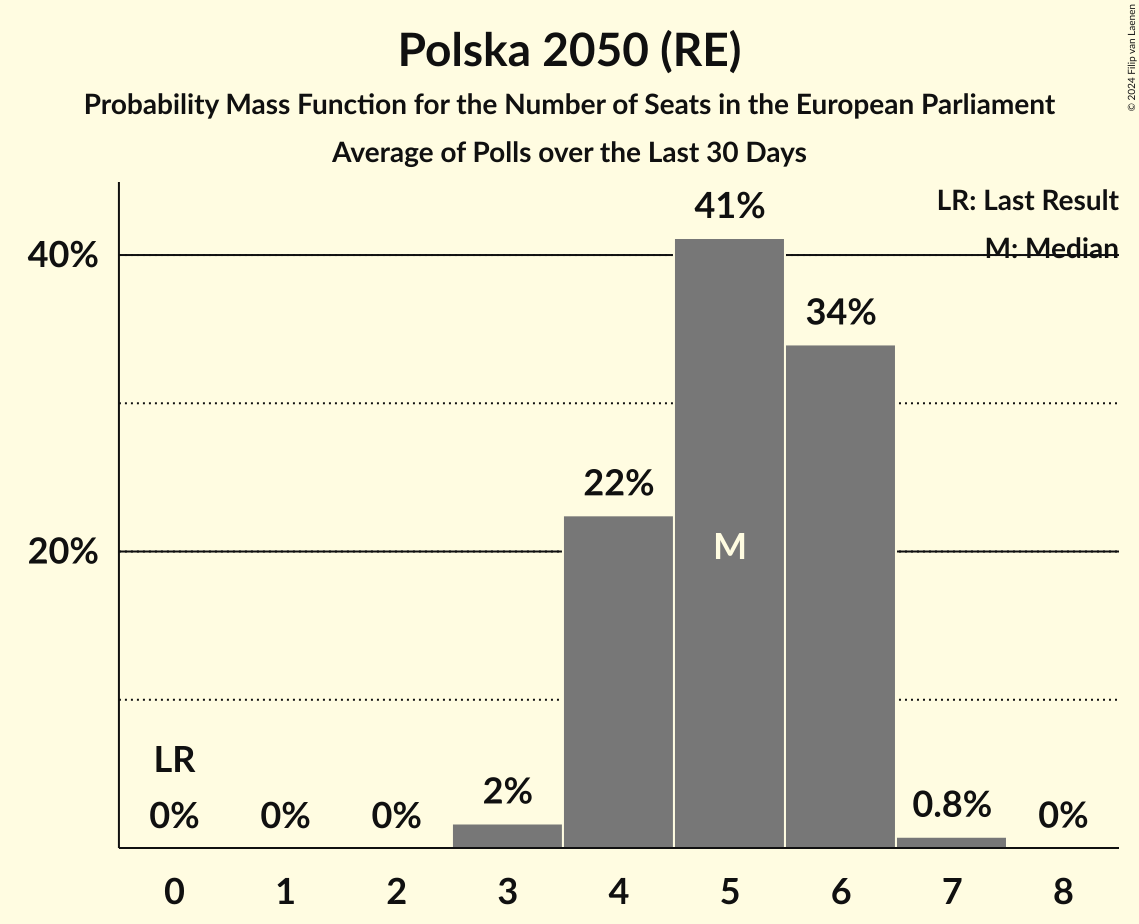 Polska 2050 (RE)
Probability Mass Function for the Number of Seats in the European Parliament
Average of Polls over the Last 30 Days
© 2024 Filip van Laenen
LR: Last Result
M: Median
40%
20%
41%
34%
22%
M
LR
0%
0%
0%
2%
0.8%
0%
0 1 2 3 4 5 6 7 8